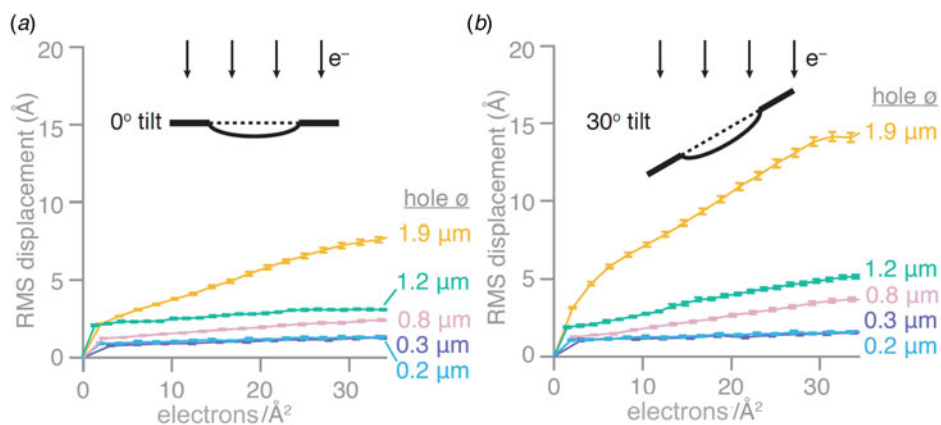 (a)
20
15
10
5
0
RMS displacement (Å)
e⁻
0° tilt
hole ø
1.9 µm
1.2 µm
0.8 µm
0.3 µm
0.2 µm
0 10 20 30
electrons/Å²
(b)
20
15
10
5
0
RMS displacement (Å)
e⁻
30° tilt
hole ø
1.9 µm
1.2 µm
0.8 µm
0.3 µm
0.2 µm
0 10 20 30
electrons/Å²